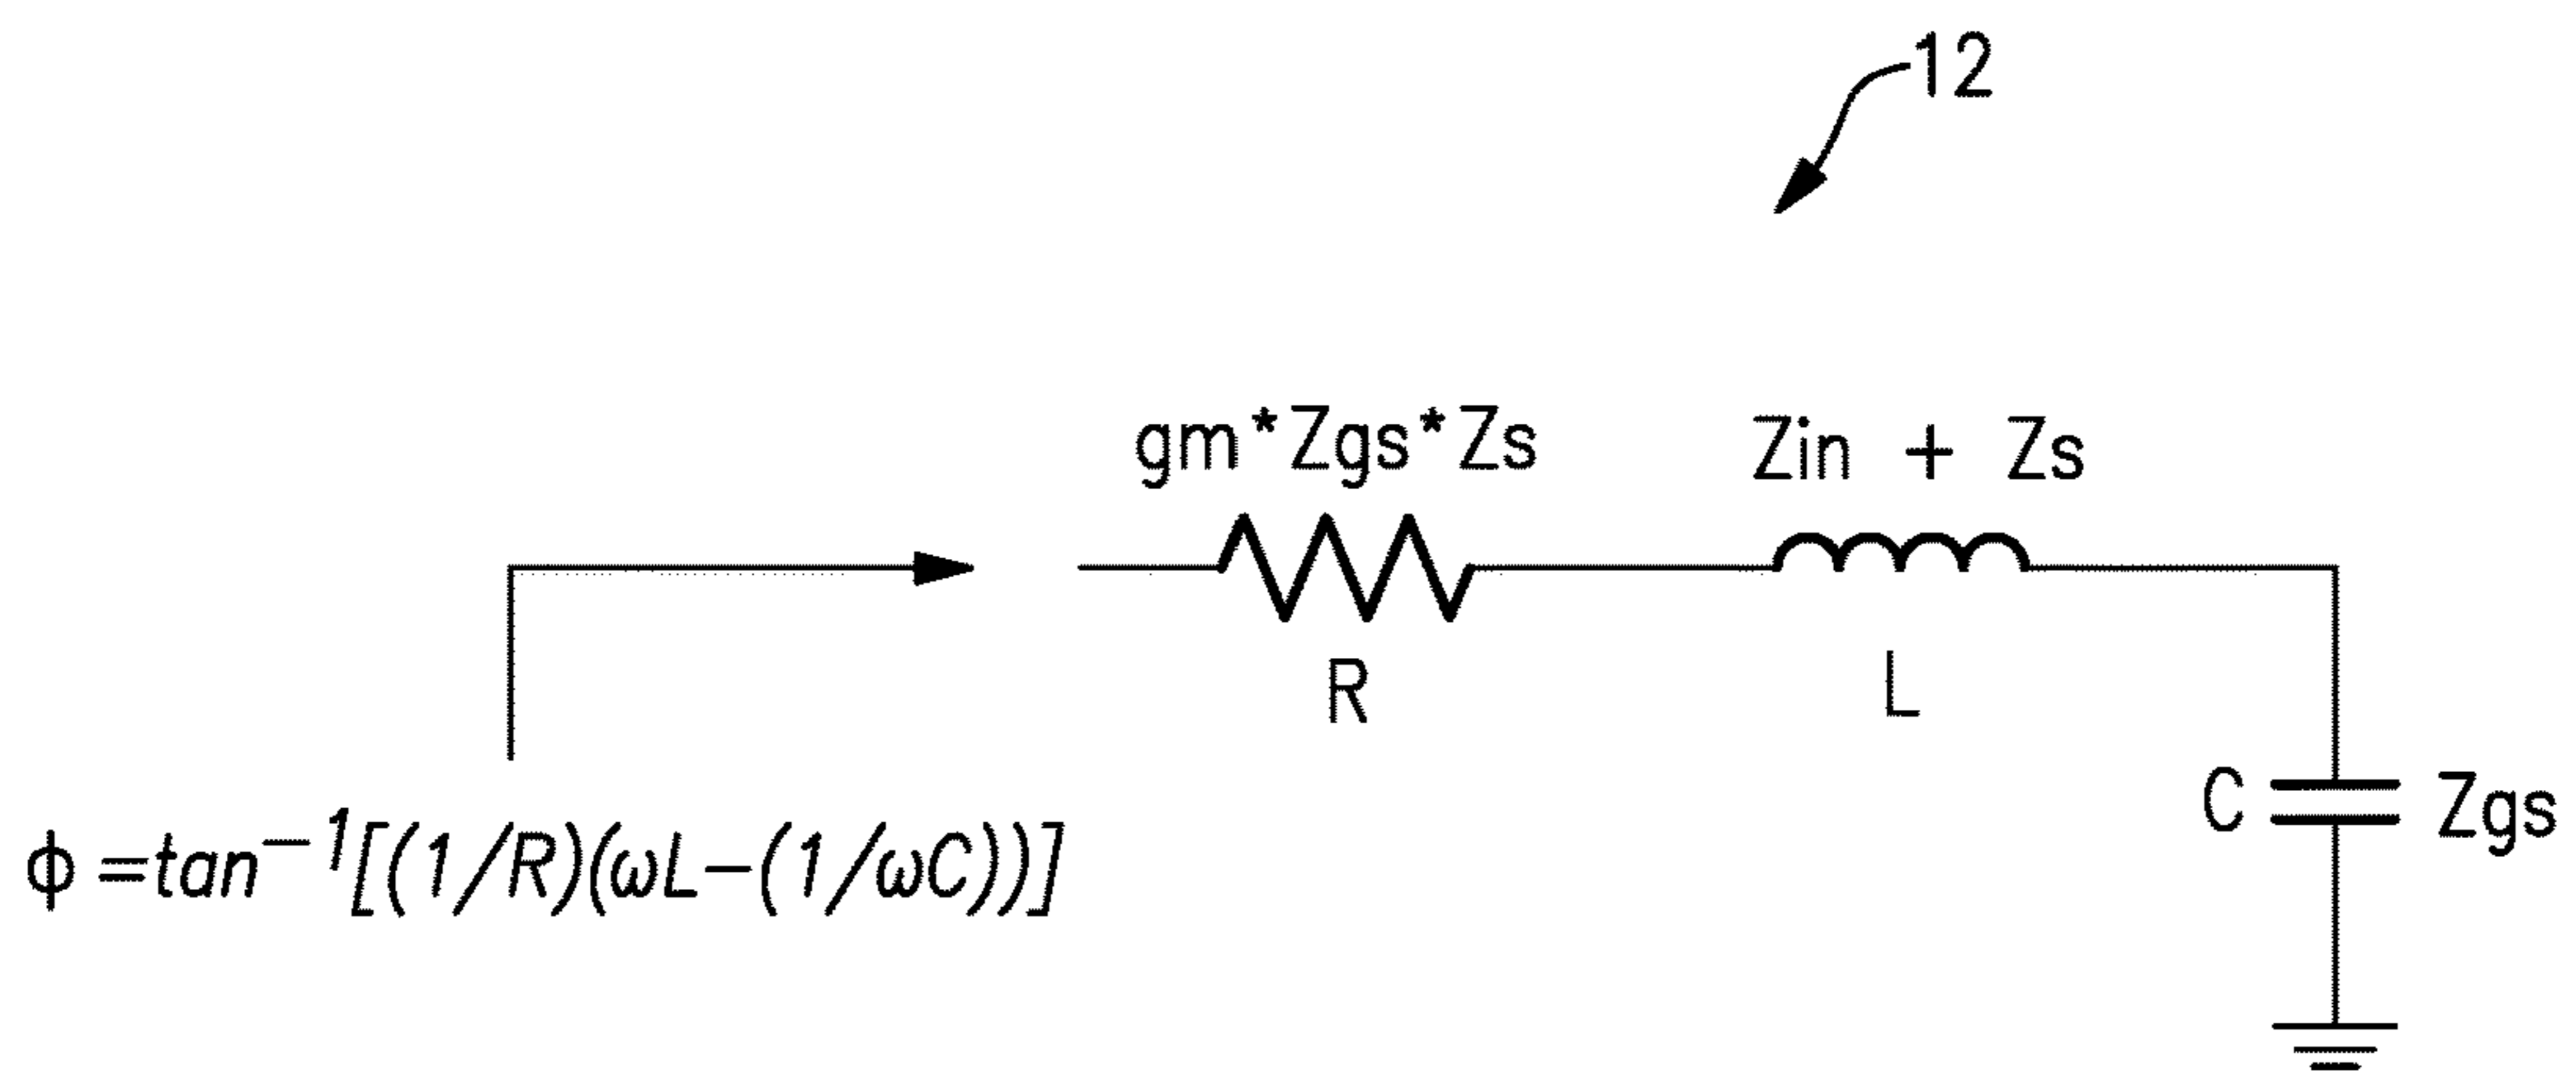 12
gm*Zgs*Zs
Zin + Zs
R
L
C
Zgs
ϕ=tan⁻¹[(1/R)(ωL-(1/ωC))]